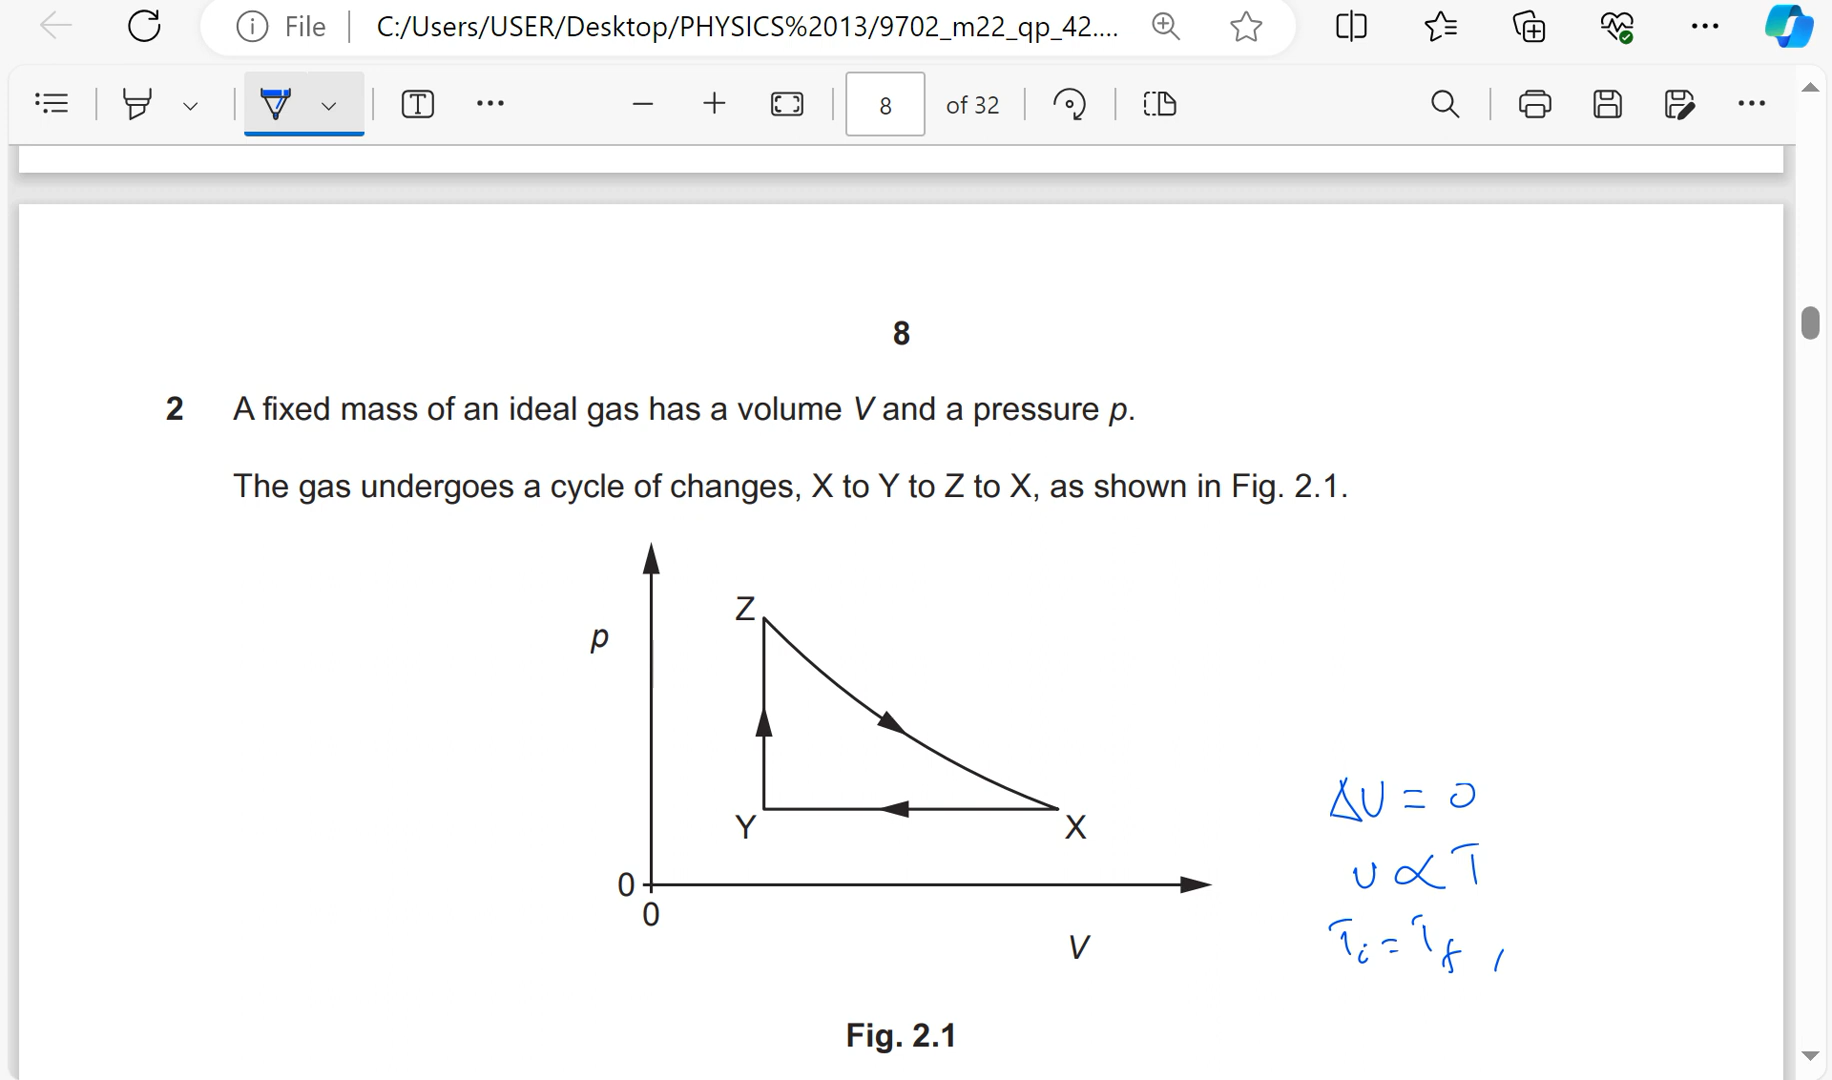 File C:/Users/USER/Desktop/PHYSICS%2013/9702_m22_qp_42....
8 of 32
8
2 A fixed mass of an ideal gas has a volume V and a pressure p.
The gas undergoes a cycle of changes, X to Y to Z to X, as shown in Fig. 2.1.
Z
p
Y X
0
0
V
ΔU = 0
U ∝ T
Ti = Tf ,
Fig. 2.1